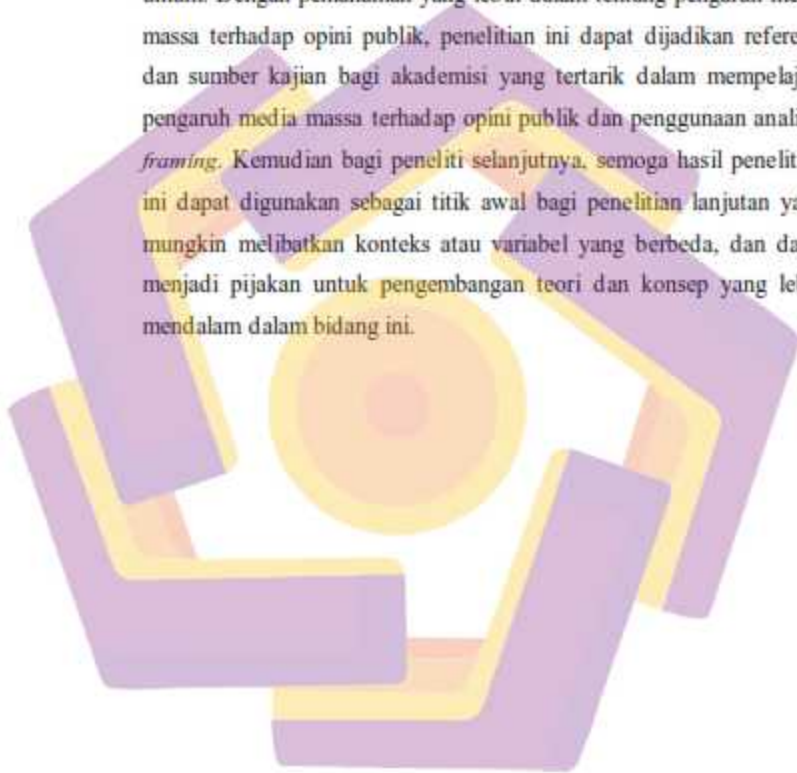 massa terhadap opini publik, penelitian ini dapat dijadikan refere
dan sumber kajian bagi akademisi yang tertarik dalam mempelaj
pengaruh media massa terhadap opini publik dan penggunaan anali
framing. Kemudian bagi peneliti selanjutnya, semoga hasil penelit
ini dapat digunakan sebagai titik awal bagi penelitian lanjutan ya
mungkin melibatkan konteks atau variabel yang berbeda, dan da
menjadi pijakan untuk pengembangan teori dan konsep yang le
mendalam dalam bidang ini.